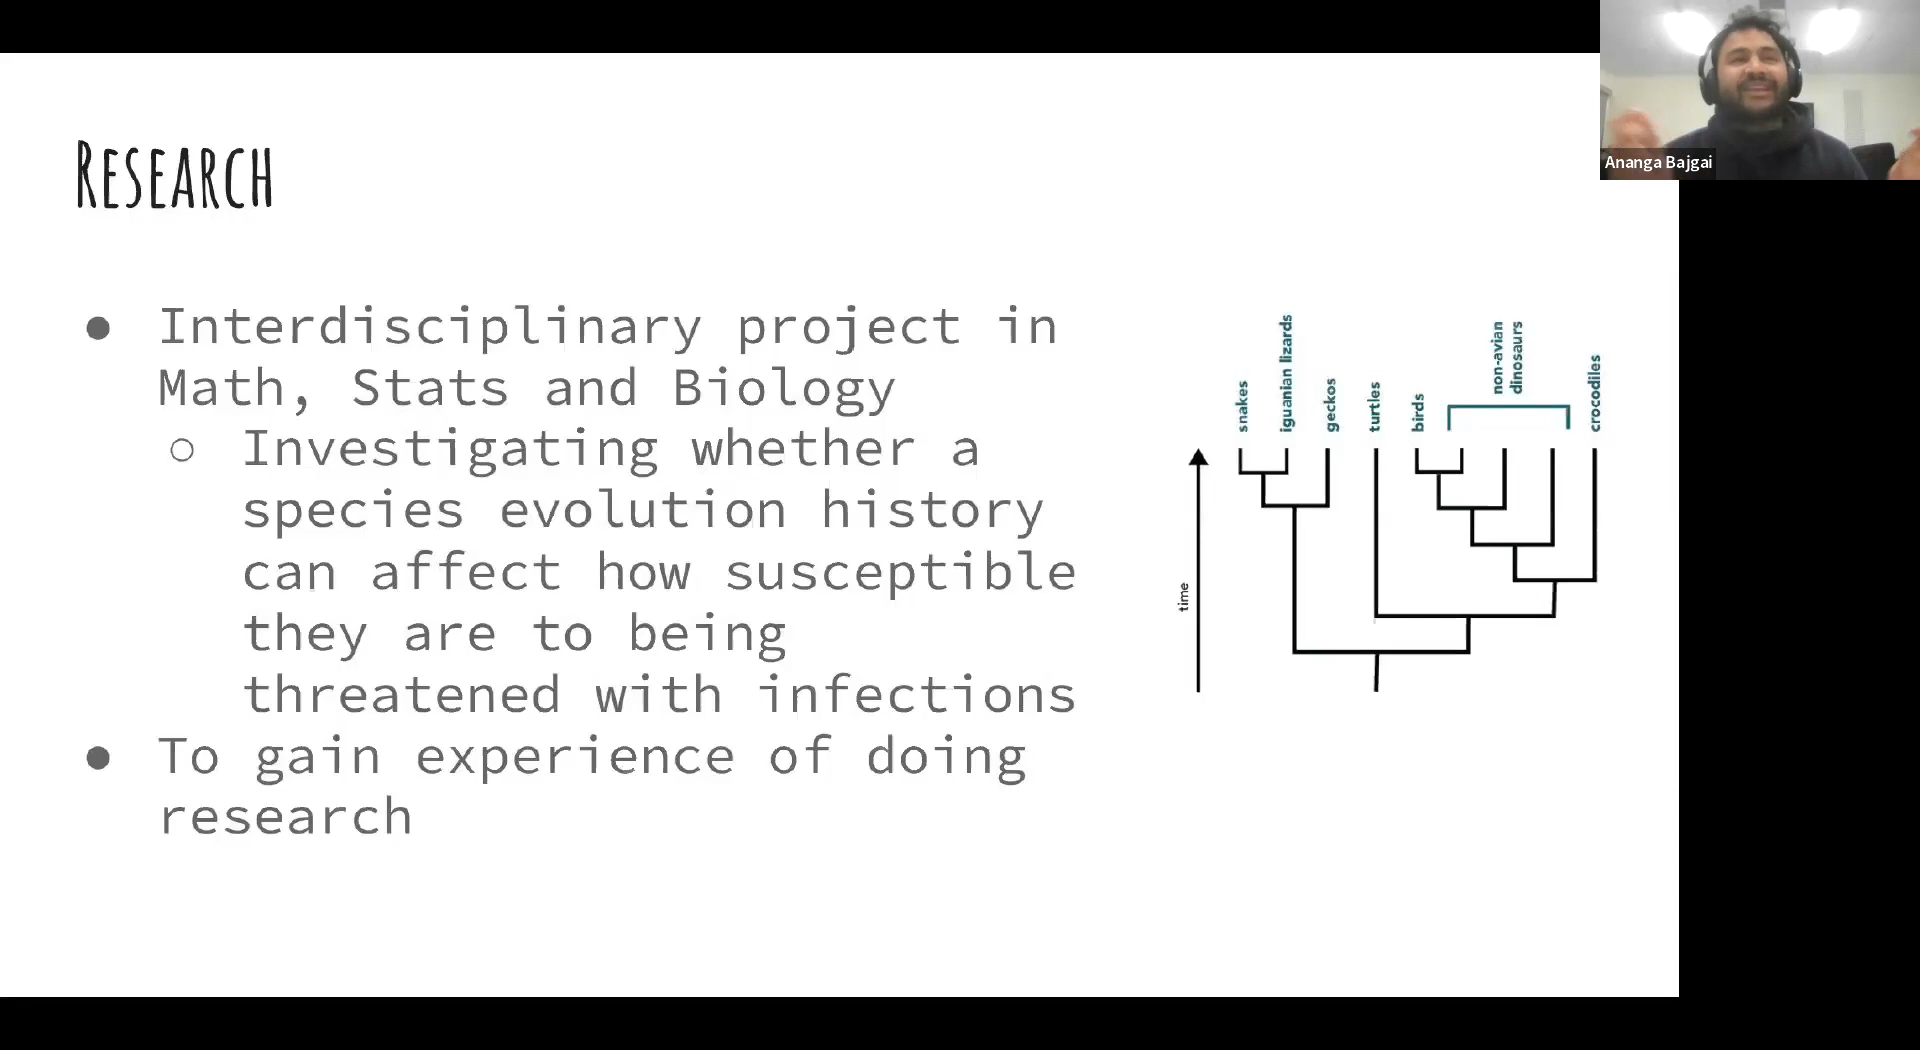 Ananga Bajgai
RESEARCH
● Interdisciplinary project in
Math, Stats and Biology
○ Investigating whether a
species evolution history
can affect how susceptible
they are to being
threatened with infections
● To gain experience of doing
research
snakes
iguanian lizards
geckos
turtles
birds
non-avian
dinosaurs
crocodiles
time